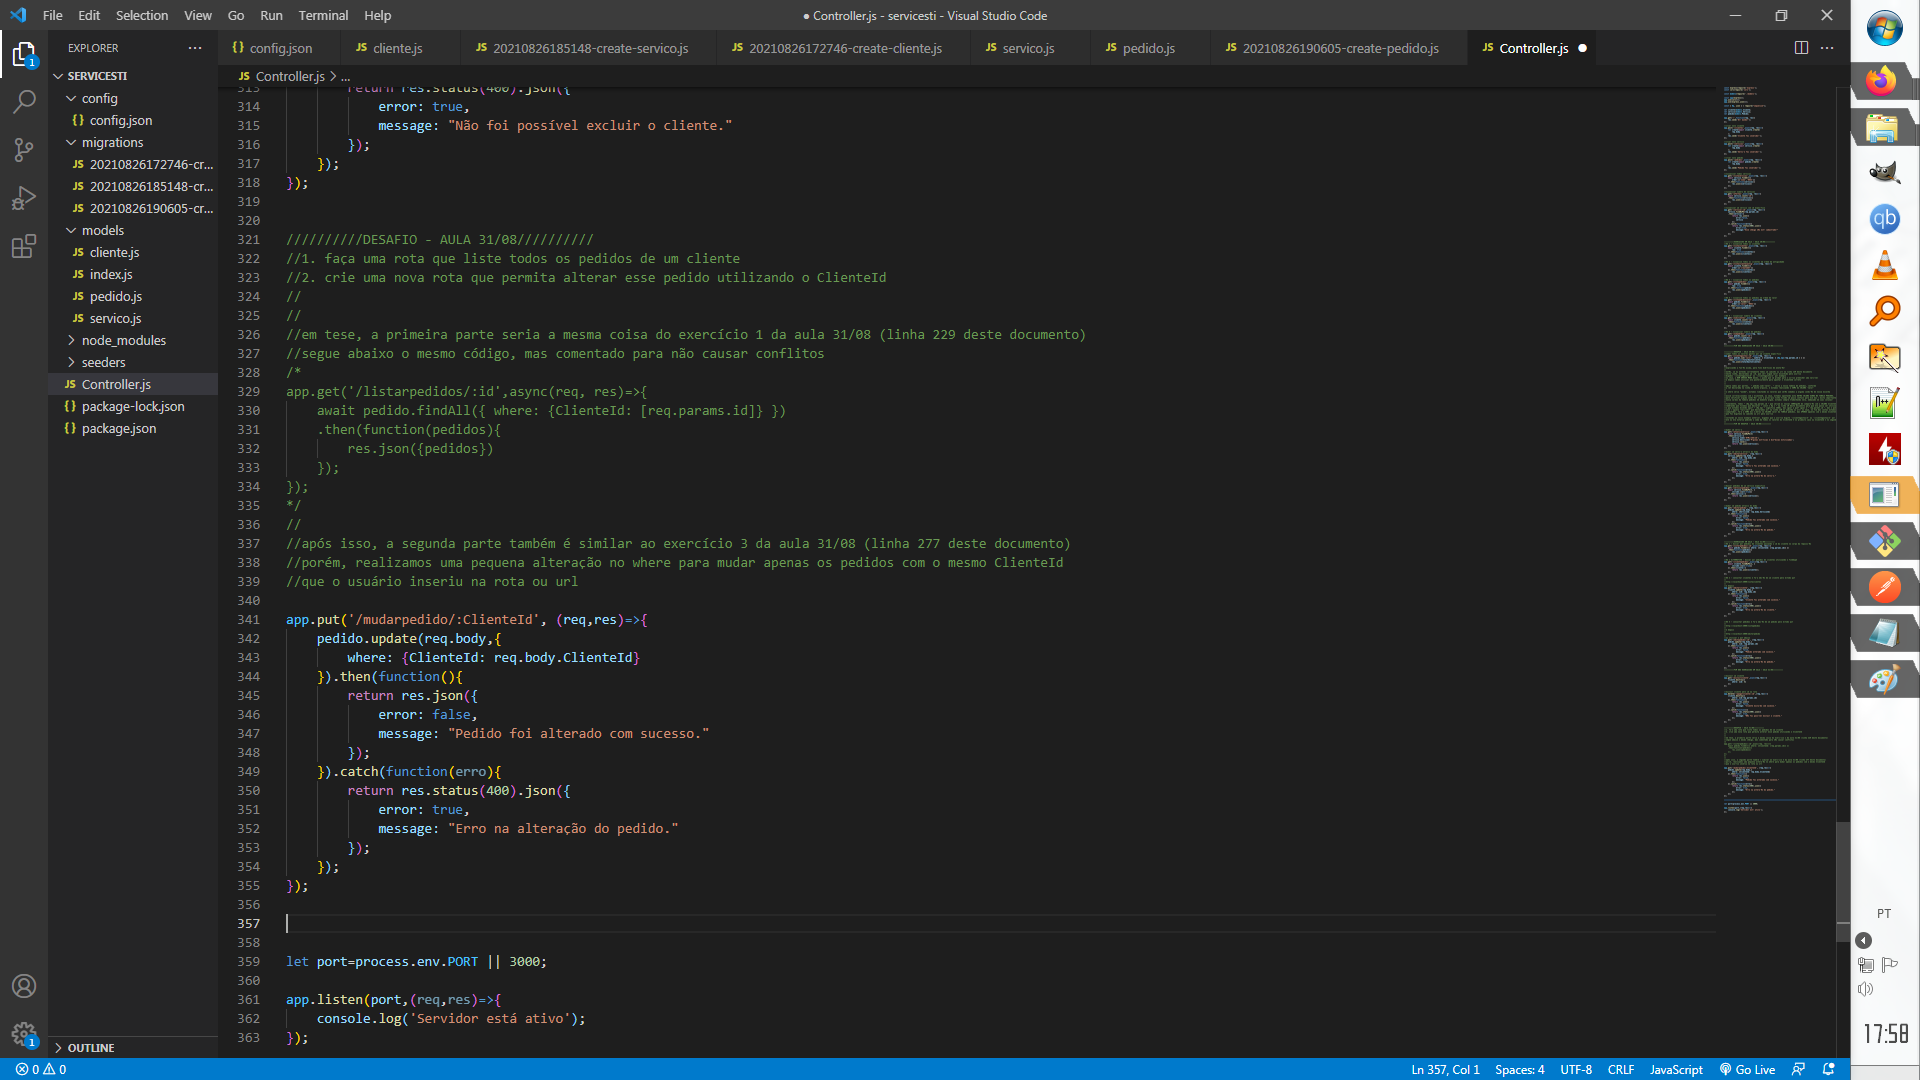 File Edit Selection View Go Run Terminal Help
● Controller.js - servicesti - Visual Studio Code
EXPLORER
SERVICESTI
config
config.json
migrations
20210826172746-cr...
20210826185148-cr...
20210826190605-cr...
models
cliente.js
index.js
pedido.js
servico.js
node_modules
seeders
Controller.js
package-lock.json
package.json
OUTLINE
config.json cliente.js 20210826185148-create-servico.js 20210826172746-create-cliente.js servico.js pedido.js 20210826190605-create-pedido.js Controller.js ●
Controller.js > ...
313 return res.status(400).json({
314 error: true,
315 message: "Não foi possível excluir o cliente."
316 });
317 });
318 });
319
320
321 //////////DESAFIO - AULA 31/08//////////
322 //1. faça uma rota que liste todos os pedidos de um cliente
323 //2. crie uma nova rota que permita alterar esse pedido utilizando o ClienteId
324 //
325 //
326 //em tese, a primeira parte seria a mesma coisa do exercício 1 da aula 31/08 (linha 229 deste documento)
327 //segue abaixo o mesmo código, mas comentado para não causar conflitos
328 /*
329 app.get('/listarpedidos/:id',async(req, res)=>{
330 await pedido.findAll({ where: {ClienteId: [req.params.id]} })
331 .then(function(pedidos){
332 res.json({pedidos})
333 });
334 });
335 */
336 //
337 //após isso, a segunda parte também é similar ao exercício 3 da aula 31/08 (linha 277 deste documento)
338 //porém, realizamos uma pequena alteração no where para mudar apenas os pedidos com o mesmo ClienteId
339 //que o usuário inseriu na rota ou url
340
341 app.put('/mudarpedido/:ClienteId', (req,res)=>{
342 pedido.update(req.body,{
343 where: {ClienteId: req.body.ClienteId}
344 }).then(function(){
345 return res.json({
346 error: false,
347 message: "Pedido foi alterado com sucesso."
348 });
349 }).catch(function(erro){
350 return res.status(400).json({
351 error: true,
352 message: "Erro na alteração do pedido."
353 });
354 });
355 });
356
357
358
359 let port=process.env.PORT || 3000;
360
361 app.listen(port,(req,res)=>{
362 console.log('Servidor está ativo');
363 });
0 0 Ln 357, Col 1 Spaces: 4 UTF-8 CRLF JavaScript Go Live
qb
PT
17:58